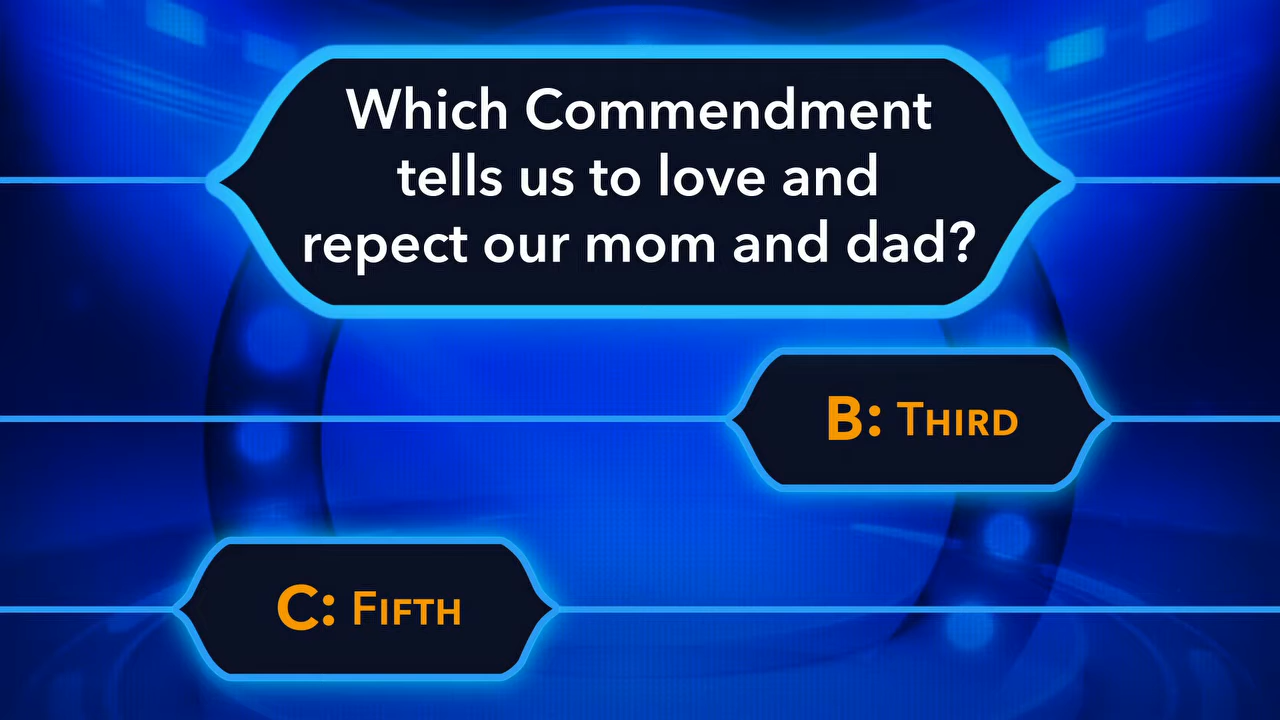 Which Commendment
tells us to love and
repect our mom and dad?
B: Third
C: Fifth